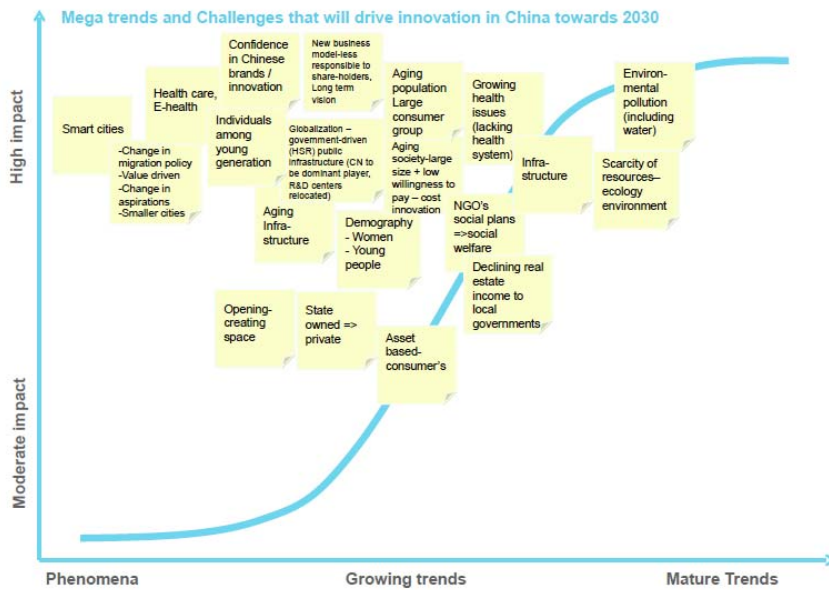 Mega trends and Challenges that will drive innovation in China towards 2030
High impact
Moderate impact
Smart cities
Health care,
E-health
-Change in
migration policy
-Value driven
-Change in
aspirations
-Smaller cities
Confidence
in Chinese
brands /
innovation
New business
model-less
responsible to
share-holders,
Long term
vision
Individuals
among
young
generation
Globalization –
government-driven
(HSR) public
infrastructure (CN to
be dominant player,
R&D centers
relocated)
Aging
population
Large
consumer
group
Aging
society-large
size + low
willingness to
pay – cost
innovation
Growing
health
issues
(lacking
health
system)
Infra-
structure
Environ-
mental
pollution
(including
water)
Scarcity of
resources–
ecology
environment
Aging
Infra-
structure
Demography
- Women
- Young
people
NGO's
social plans
=>social
welfare
Declining real
estate
income to
local
governments
Opening-
creating
space
State
owned =>
private
Asset
based-
consumer's
Phenomena
Growing trends
Mature Trends